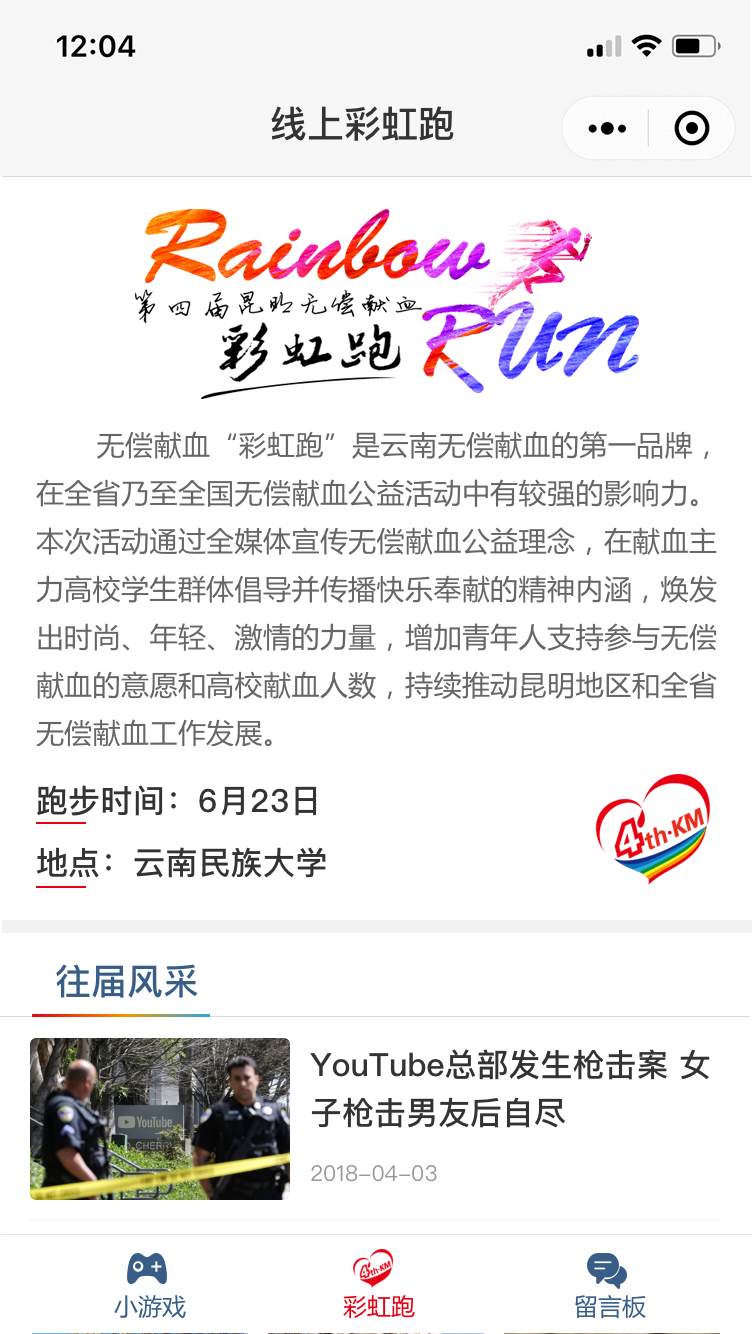 12:04
线上彩虹跑
Rainbow
第四届昆明无偿献血
彩虹跑 RUN
无偿献血“彩虹跑”是云南无偿献血的第一品牌，
在全省乃至全国无偿献血公益活动中有较强的影响力。
本次活动通过全媒体宣传无偿献血公益理念，在献血主
力高校学生群体倡导并传播快乐奉献的精神内涵，焕发
出时尚、年轻、激情的力量，增加青年人支持参与无偿
献血的意愿和高校献血人数，持续推动昆明地区和全省
无偿献血工作发展。
跑步时间：6月23日
4th·KM
地点：云南民族大学
往届风采
YouTube总部发生枪击案 女
子枪击男友后自尽
YouTube
CHERRY
2018-04-03
4th·KM
小游戏
彩虹跑
留言板